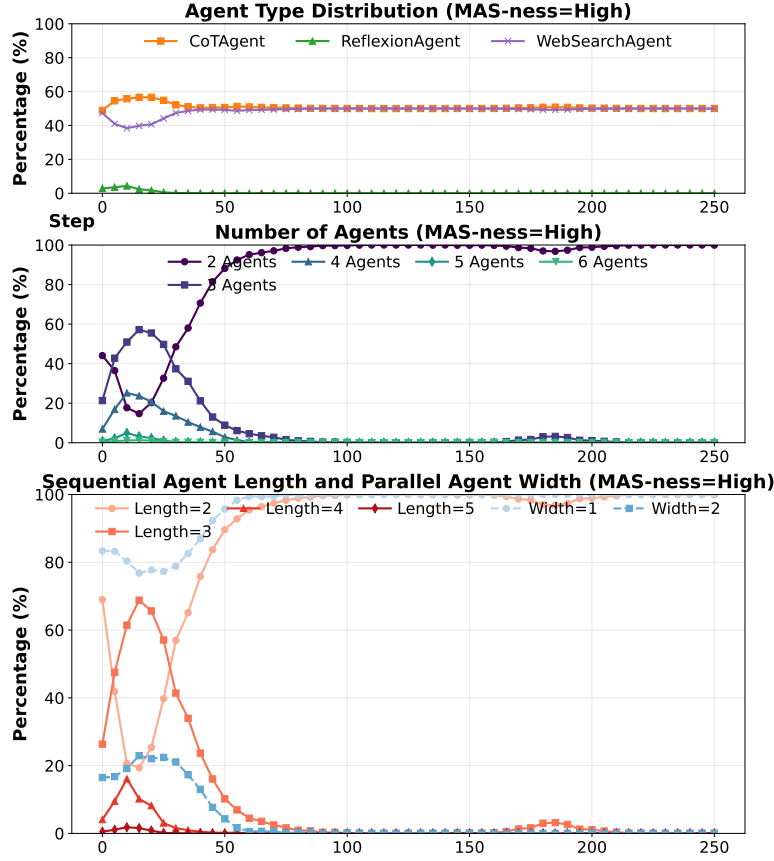 Agent Type Distribution (MAS-ness=High)
100
80
60
40
20
0
Percentage (%)
CoTAgent ReflexionAgent WebSearchAgent
0 50 100 150 200 250
Step
Number of Agents (MAS-ness=High)
100
80
60
40
20
0
Percentage (%)
2 Agents 4 Agents 5 Agents 6 Agents
3 Agents
0 50 100 150 200 250
Sequential Agent Length and Parallel Agent Width (MAS-ness=High)
100
80
60
40
20
0
Percentage (%)
Length=2 Length=4 Length=5 Width=1 Width=2
Length=3
0 50 100 150 200 250